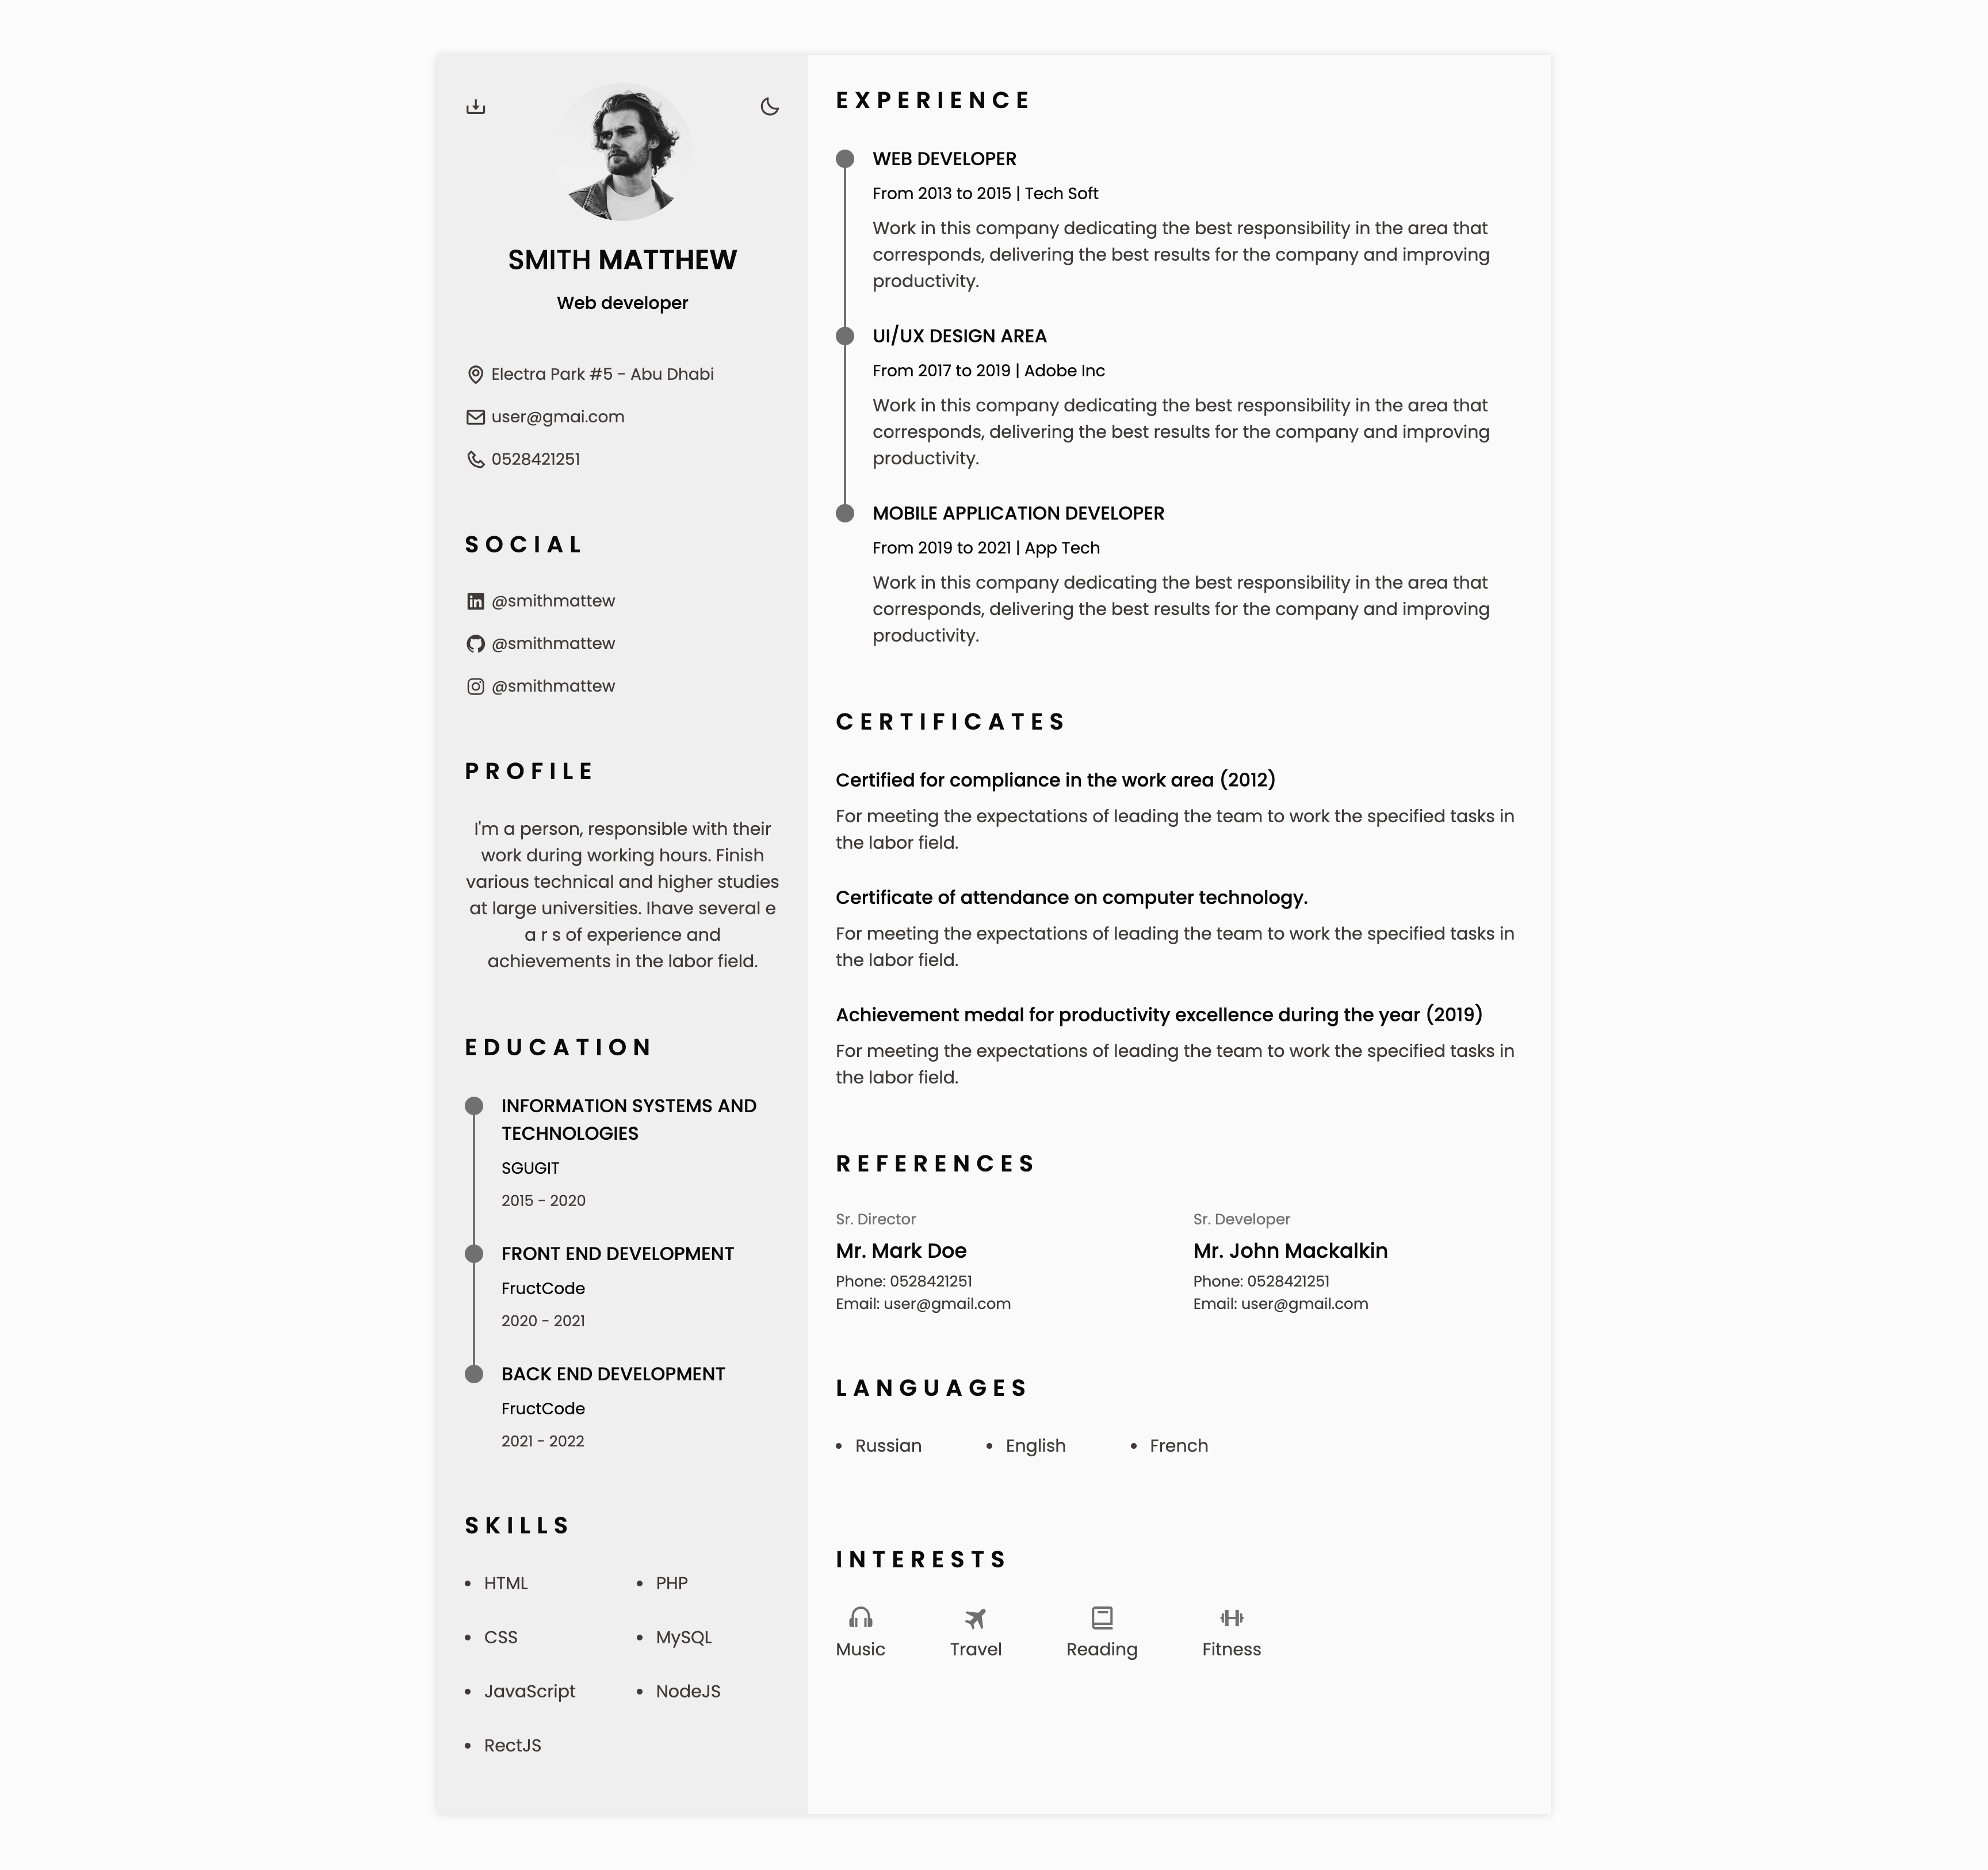 SMITH MATTHEW
Web developer
Electra Park #5 - Abu Dhabi
user@gmai.com
0528421251
SOCIAL
@smithmattew
@smithmattew
@smithmattew
PROFILE
I'm a person, responsible with their
work during working hours. Finish
various technical and higher studies
at large universities. Ihave several e
a r s of experience and
achievements in the labor field.
EDUCATION
INFORMATION SYSTEMS AND
TECHNOLOGIES
SGUGIT
2015 - 2020
FRONT END DEVELOPMENT
FructCode
2020 - 2021
BACK END DEVELOPMENT
FructCode
2021 - 2022
SKILLS
HTML
CSS
JavaScript
RectJS
PHP
MySQL
NodeJS
EXPERIENCE
WEB DEVELOPER
From 2013 to 2015 | Tech Soft
Work in this company dedicating the best responsibility in the area that
corresponds, delivering the best results for the company and improving
productivity.
UI/UX DESIGN AREA
From 2017 to 2019 | Adobe Inc
Work in this company dedicating the best responsibility in the area that
corresponds, delivering the best results for the company and improving
productivity.
MOBILE APPLICATION DEVELOPER
From 2019 to 2021 | App Tech
Work in this company dedicating the best responsibility in the area that
corresponds, delivering the best results for the company and improving
productivity.
CERTIFICATES
Certified for compliance in the work area (2012)
For meeting the expectations of leading the team to work the specified tasks in
the labor field.
Certificate of attendance on computer technology.
For meeting the expectations of leading the team to work the specified tasks in
the labor field.
Achievement medal for productivity excellence during the year (2019)
For meeting the expectations of leading the team to work the specified tasks in
the labor field.
REFERENCES
Sr. Director
Mr. Mark Doe
Phone: 0528421251
Email: user@gmail.com
Sr. Developer
Mr. John Mackalkin
Phone: 0528421251
Email: user@gmail.com
LANGUAGES
Russian
English
French
INTERESTS
Music
Travel
Reading
Fitness